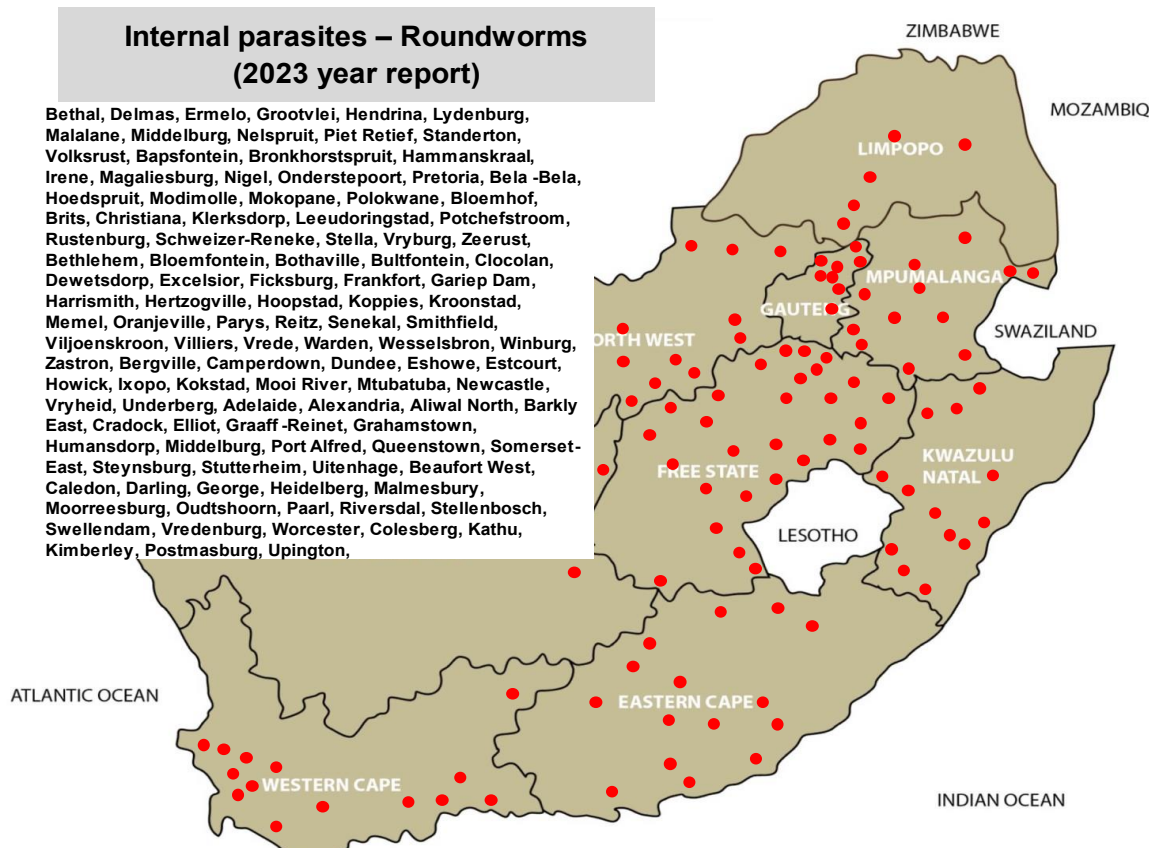 Internal parasites – Roundworms
(2023 year report)
Bethal, Delmas, Ermelo, Grootvlei, Hendrina, Lydenburg,
Malalane, Middelburg, Nelspruit, Piet Retief, Standerton,
Volksrust, Bapsfontein, Bronkhorstspruit, Hammanskraal,
Irene, Magaliesburg, Nigel, Onderstepoort, Pretoria, Bela -Bela,
Hoedspruit, Modimolle, Mokopane, Polokwane, Bloemhof,
Brits, Christiana, Klerksdorp, Leeudoringstad, Potchefstroom,
Rustenburg, Schweizer-Reneke, Stella, Vryburg, Zeerust,
Bethlehem, Bloemfontein, Bothaville, Bultfontein, Clocolan,
Dewetsdorp, Excelsior, Ficksburg, Frankfort, Gariep Dam,
Harrismith, Hertzogville, Hoopstad, Koppies, Kroonstad,
Memel, Oranjeville, Parys, Reitz, Senekal, Smithfield,
Viljoenskroon, Villiers, Vrede, Warden, Wesselsbron, Winburg,
Zastron, Bergville, Camperdown, Dundee, Eshowe, Estcourt,
Howick, Ixopo, Kokstad, Mooi River, Mtubatuba, Newcastle,
Vryheid, Underberg, Adelaide, Alexandria, Aliwal North, Barkly
East, Cradock, Elliot, Graaff -Reinet, Grahamstown,
Humansdorp, Middelburg, Port Alfred, Queenstown, Somerset-
East, Steynsburg, Stutterheim, Uitenhage, Beaufort West,
Caledon, Darling, George, Heidelberg, Malmesbury,
Moorreesburg, Oudtshoorn, Paarl, Riversdal, Stellenbosch,
Swellendam, Vredenburg, Worcester, Colesberg, Kathu,
Kimberley, Postmasburg, Upington,
ZIMBABWE
MOZAMBIQ
LIMPOPO
MPUMALANGA
GAUTENG
SWAZILAND
ORTH WEST
KWAZULU
NATAL
FREE STATE
LESOTHO
ATLANTIC OCEAN
EASTERN CAPE
WESTERN CAPE
INDIAN OCEAN